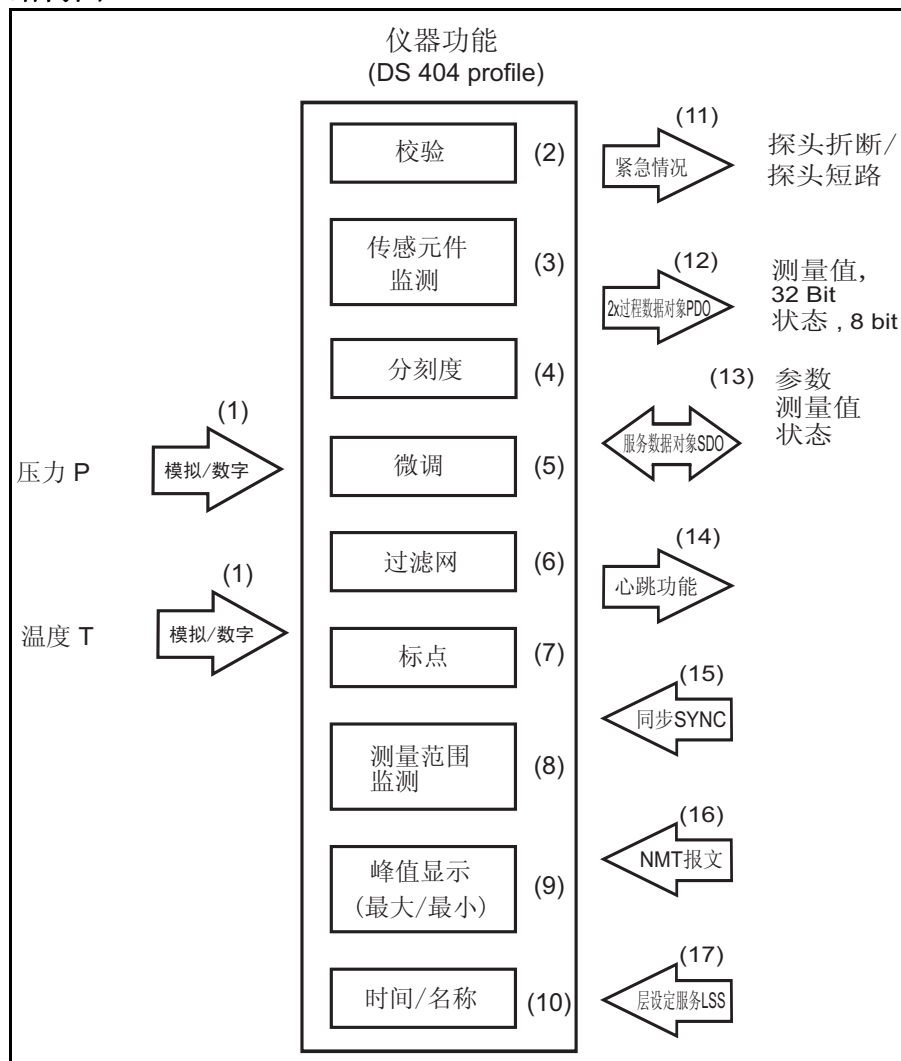 仪器功能
(DS 404 profile)
校验
(2)
传感元件
监测
(3)
分刻度
(4)
微调
(5)
过滤网
(6)
标点
(7)
测量范围
监测
(8)
峰值显示
(最大/最小)
(9)
时间/名称
(10)
压力 P
(1)
模拟/数字
温度 T
(1)
模拟/数字
(11)
紧急情况
探头折断/
探头短路
(12)
2x过程数据对象PDO
测量值,
32 Bit
状态 , 8 bit
(13)
服务数据对象SDO
参数
测量值
状态
(14)
心跳功能
(15)
同步SYNC
(16)
NMT报文
(17)
层设定服务LSS